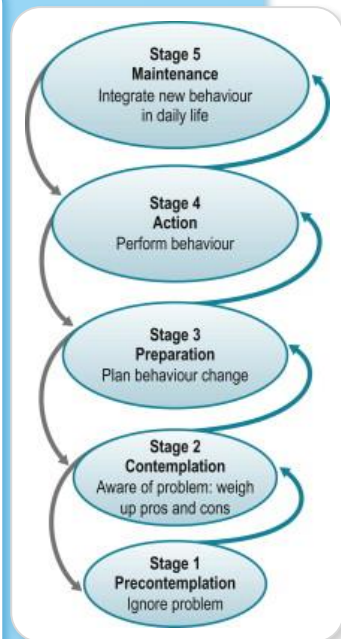 Stage 5
Maintenance
Integrate new behaviour
in daily life
Stage 4
Action
Perform behaviour
Stage 3
Preparation
Plan behaviour change
Stage 2
Contemplation
Aware of problem: weigh
up pros and cons
Stage 1
Precontemplation
Ignore problem